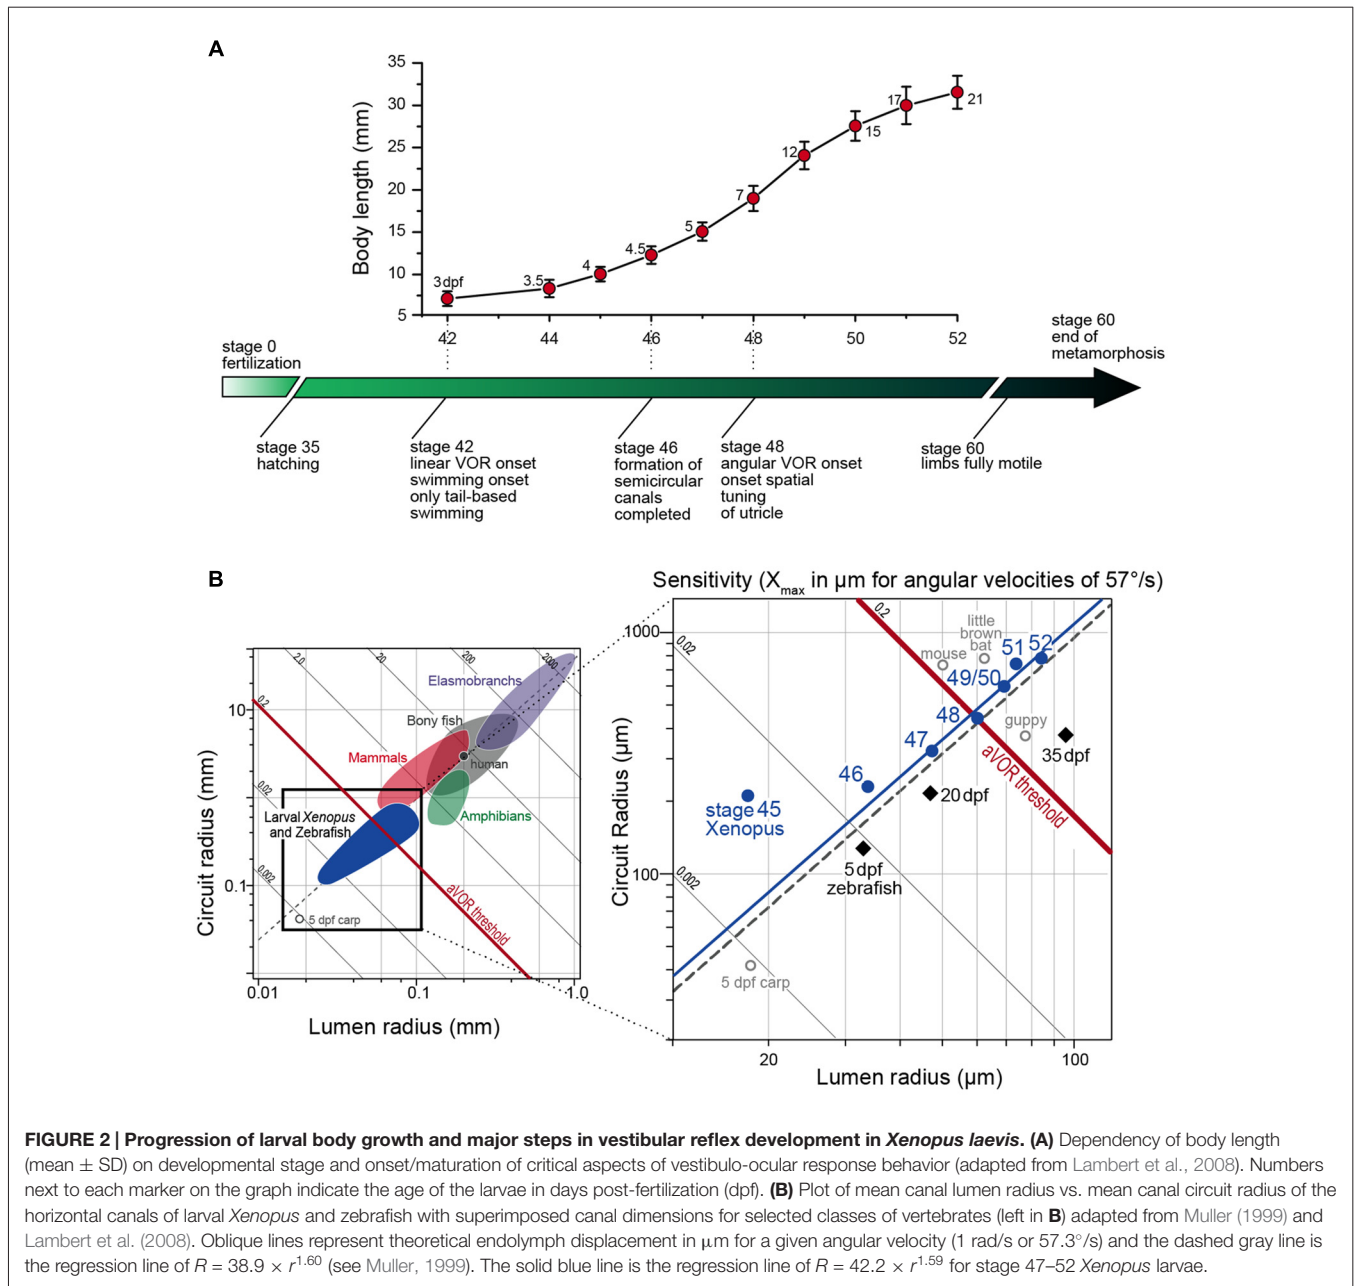 A
Body length (mm)
35
30
25
20
15
10
5
3 dpf
3.5
4
4.5
5
7
12
15
17
21
42
44
46
48
50
52
stage 0
fertilization
stage 60
end of
metamorphosis
stage 35
hatching
stage 42
linear VOR onset
swimming onset
only tail-based
swimming
stage 46
formation of
semicircular
canals
completed
stage 48
angular VOR onset
onset spatial
tuning
of utricle
stage 60
limbs fully motile
B
Circuit radius (mm)
10
0.1
2.0
20
200
2000
0.2
0.02
0.002
Elasmobranchs
Bony fish
Mammals
human
Amphibians
Larval Xenopus
and Zebrafish
5 dpf carp
aVOR threshold
0.01
0.1
1.0
Lumen radius (mm)
Sensitivity (Xmax in µm for angular velocities of 57°/s)
Circuit Radius (µm)
1000
100
0.2
0.02
0.002
little
brown
bat
mouse
51
52
49/50
48
47
46
stage 45
Xenopus
guppy
35 dpf
20 dpf
5 dpf
zebrafish
5 dpf carp
aVOR threshold
20
100
Lumen radius (µm)
FIGURE 2 | Progression of larval body growth and major steps in vestibular reflex development in Xenopus laevis. (A) Dependency of body length
(mean ± SD) on developmental stage and onset/maturation of critical aspects of vestibulo-ocular response behavior (adapted from Lambert et al., 2008). Numbers
next to each marker on the graph indicate the age of the larvae in days post-fertilization (dpf). (B) Plot of mean canal lumen radius vs. mean canal circuit radius of the
horizontal canals of larval Xenopus and zebrafish with superimposed canal dimensions for selected classes of vertebrates (left in B) adapted from Muller (1999) and
Lambert et al. (2008). Oblique lines represent theoretical endolymph displacement in µm for a given angular velocity (1 rad/s or 57.3°/s) and the dashed gray line is
the regression line of R = 38.9 × r^1.60 (see Muller, 1999). The solid blue line is the regression line of R = 42.2 × r^1.59 for stage 47–52 Xenopus larvae.